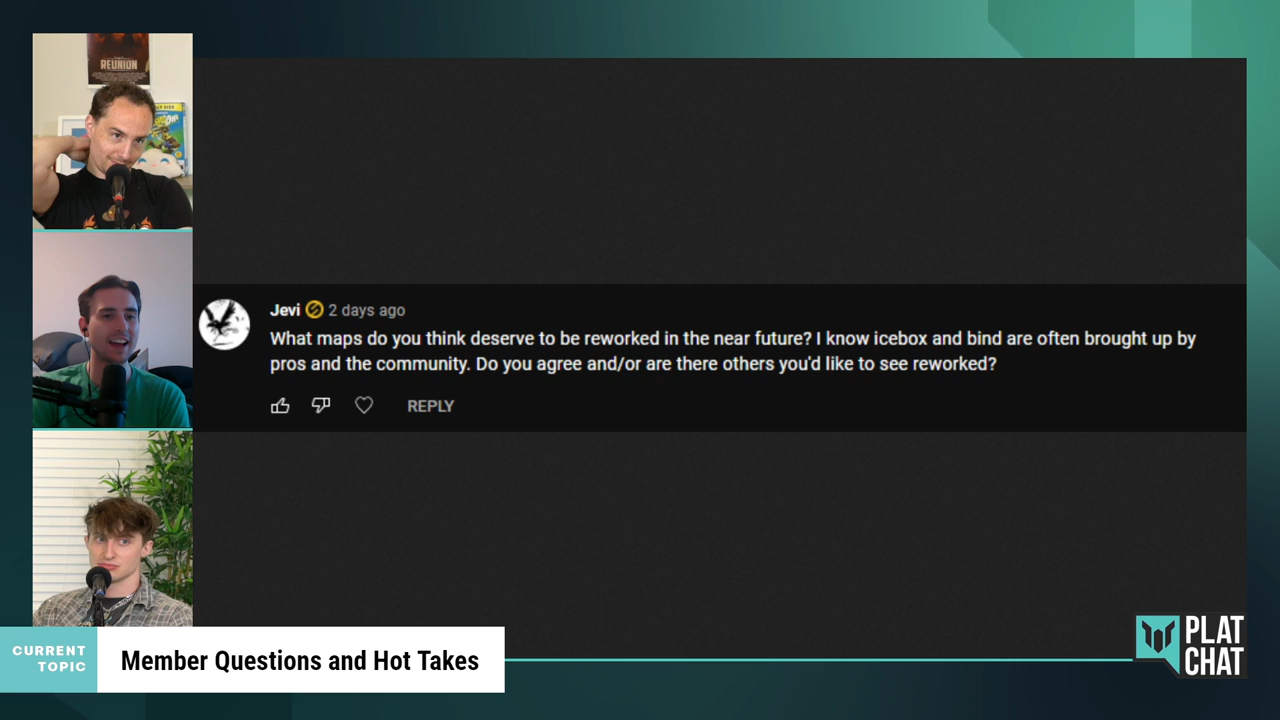 REUNION
Jevi 2 days ago
What maps do you think deserve to be reworked in the near future? I know icebox and bind are often brought up by
pros and the community. Do you agree and/or are there others you'd like to see reworked?
REPLY
CURRENT
TOPIC
Member Questions and Hot Takes
PLAT
CHAT